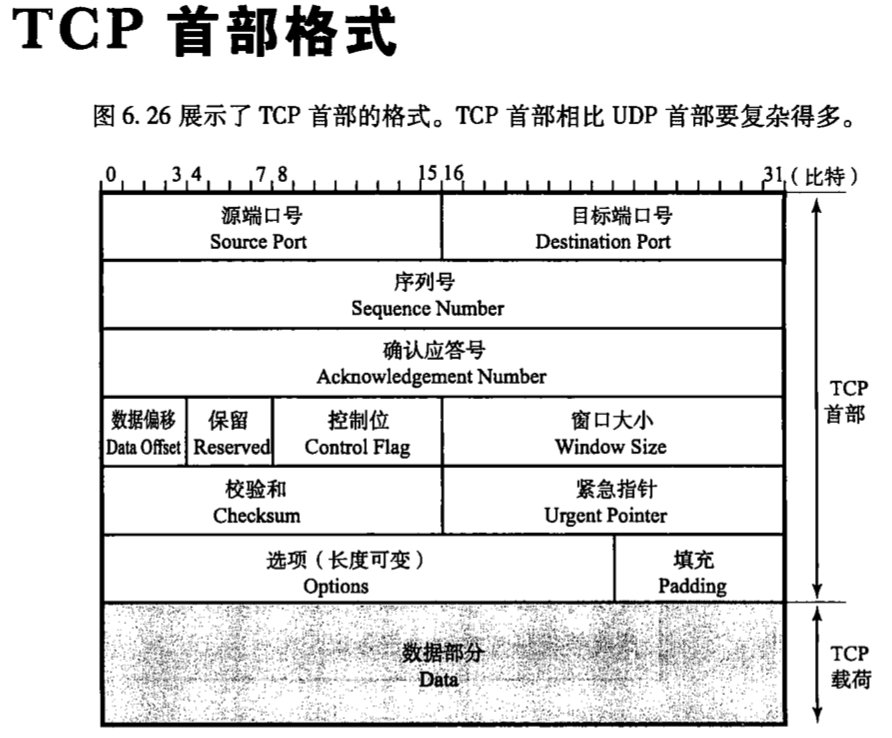 TCP 首部格式
图 6.26 展示了 TCP 首部的格式。TCP 首部相比 UDP 首部要复杂得多。
0 3 4 7 8 15 16 31 (比特)
源端口号 目标端口号
Source Port Destination Port
序列号
Sequence Number
确认应答号
Acknowledgement Number
TCP
首部
数据偏移 保留 控制位 窗口大小
Data Offset Reserved Control Flag Window Size
校验和 紧急指针
Checksum Urgent Pointer
选项(长度可变) 填充
Options Padding
数据部分
Data
TCP
载荷